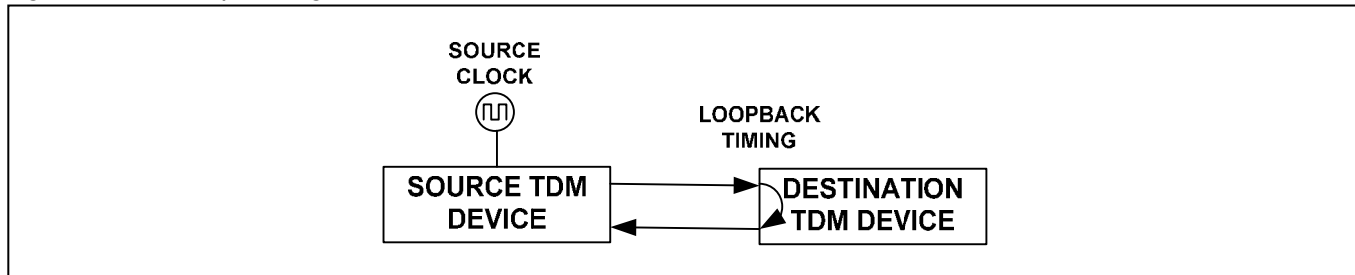 SOURCE
CLOCK
LOOPBACK
TIMING
SOURCE TDM
DEVICE
DESTINATION
TDM DEVICE